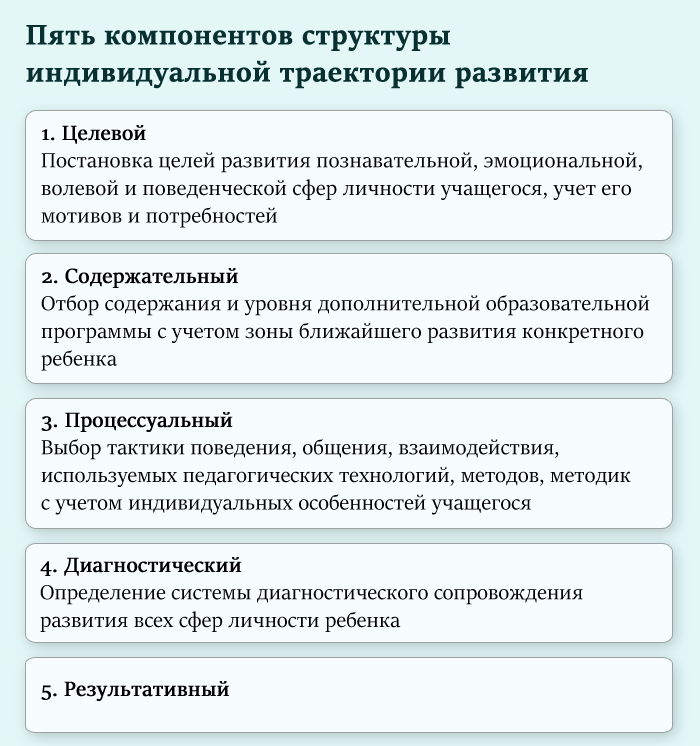 Пять компонентов структуры
индивидуальной траектории развития
1. Целевой
Постановка целей развития познавательной, эмоциональной,
волевой и поведенческой сфер личности учащегося, учет его
мотивов и потребностей
2. Содержательный
Отбор содержания и уровня дополнительной образовательной
программы с учетом зоны ближайшего развития конкретного
ребенка
3. Процессуальный
Выбор тактики поведения, общения, взаимодействия,
используемых педагогических технологий, методов, методик
с учетом индивидуальных особенностей учащегося
4. Диагностический
Определение системы диагностического сопровождения
развития всех сфер личности ребенка
5. Результативный